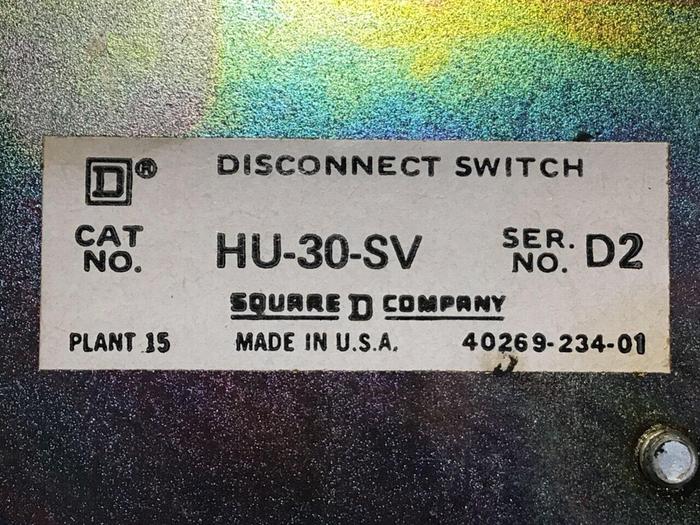 D® DISCONNECT SWITCH
CAT NO. HU-30-SV SER. NO. D2
SQUARE D COMPANY
PLANT 15 MADE IN U.S.A. 40269-234-01